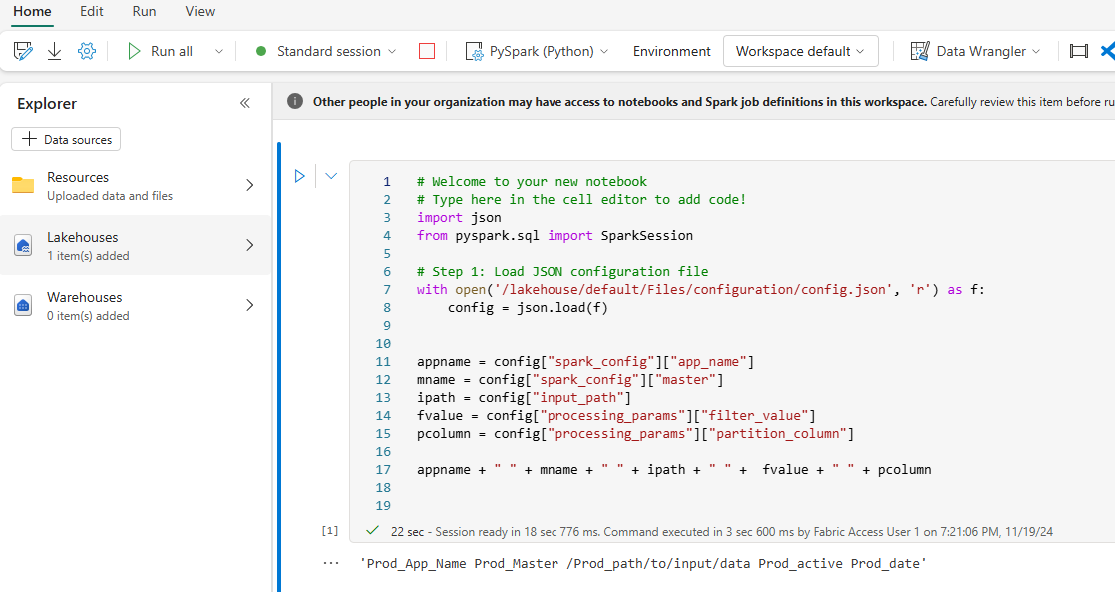 Home Edit Run View
Run all Standard session PySpark (Python) Environment Workspace default Data Wrangler
Explorer
Other people in your organization may have access to notebooks and Spark job definitions in this workspace. Carefully review this item before ru
Data sources
Resources
Uploaded data and files
Lakehouses
1 item(s) added
Warehouses
0 item(s) added
1 # Welcome to your new notebook
2 # Type here in the cell editor to add code!
3 import json
4 from pyspark.sql import SparkSession
5
6 # Step 1: Load JSON configuration file
7 with open('/lakehouse/default/Files/configuration/config.json', 'r') as f:
8     config = json.load(f)
9
10
11 appname = config["spark_config"]["app_name"]
12 mname = config["spark_config"]["master"]
13 ipath = config["input_path"]
14 fvalue = config["processing_params"]["filter_value"]
15 pcolumn = config["processing_params"]["partition_column"]
16
17 appname + " " + mname + " " + ipath + " " +  fvalue + " " + pcolumn
18
19
[1] 22 sec - Session ready in 18 sec 776 ms. Command executed in 3 sec 600 ms by Fabric Access User 1 on 7:21:06 PM, 11/19/24
... 'Prod_App_Name Prod_Master /Prod_path/to/input/data Prod_active Prod_date'